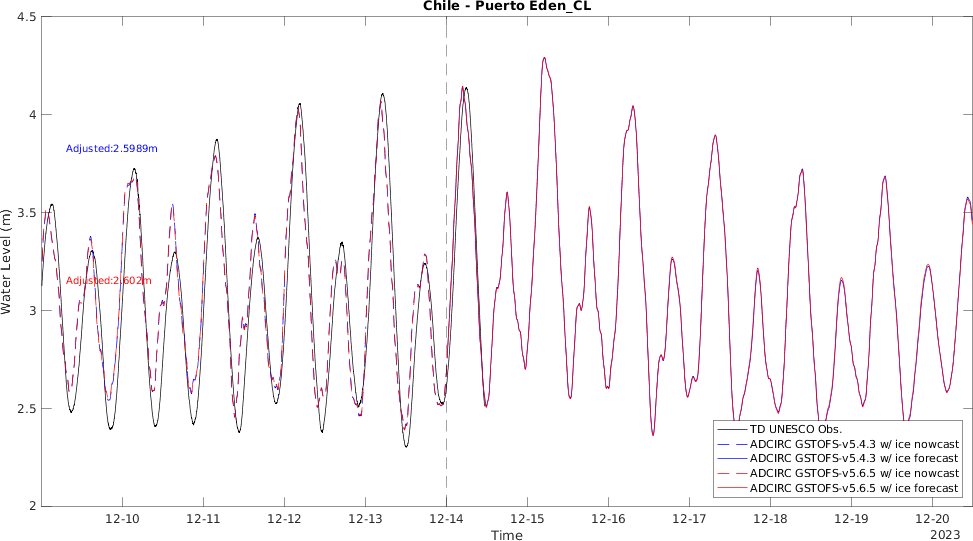 Chile - Puerto Eden_CL
4.5
4
3.5
3
2.5
2
Water Level (m)
Adjusted:2.5989m
Adjusted:2.602m
TD UNESCO Obs.
ADCIRC GSTOFS-v5.4.3 w/ ice nowcast
ADCIRC GSTOFS-v5.4.3 w/ ice forecast
ADCIRC GSTOFS-v5.6.5 w/ ice nowcast
ADCIRC GSTOFS-v5.6.5 w/ ice forecast
12-10 12-11 12-12 12-13 12-14 12-15 12-16 12-17 12-18 12-19 12-20
2023
Time